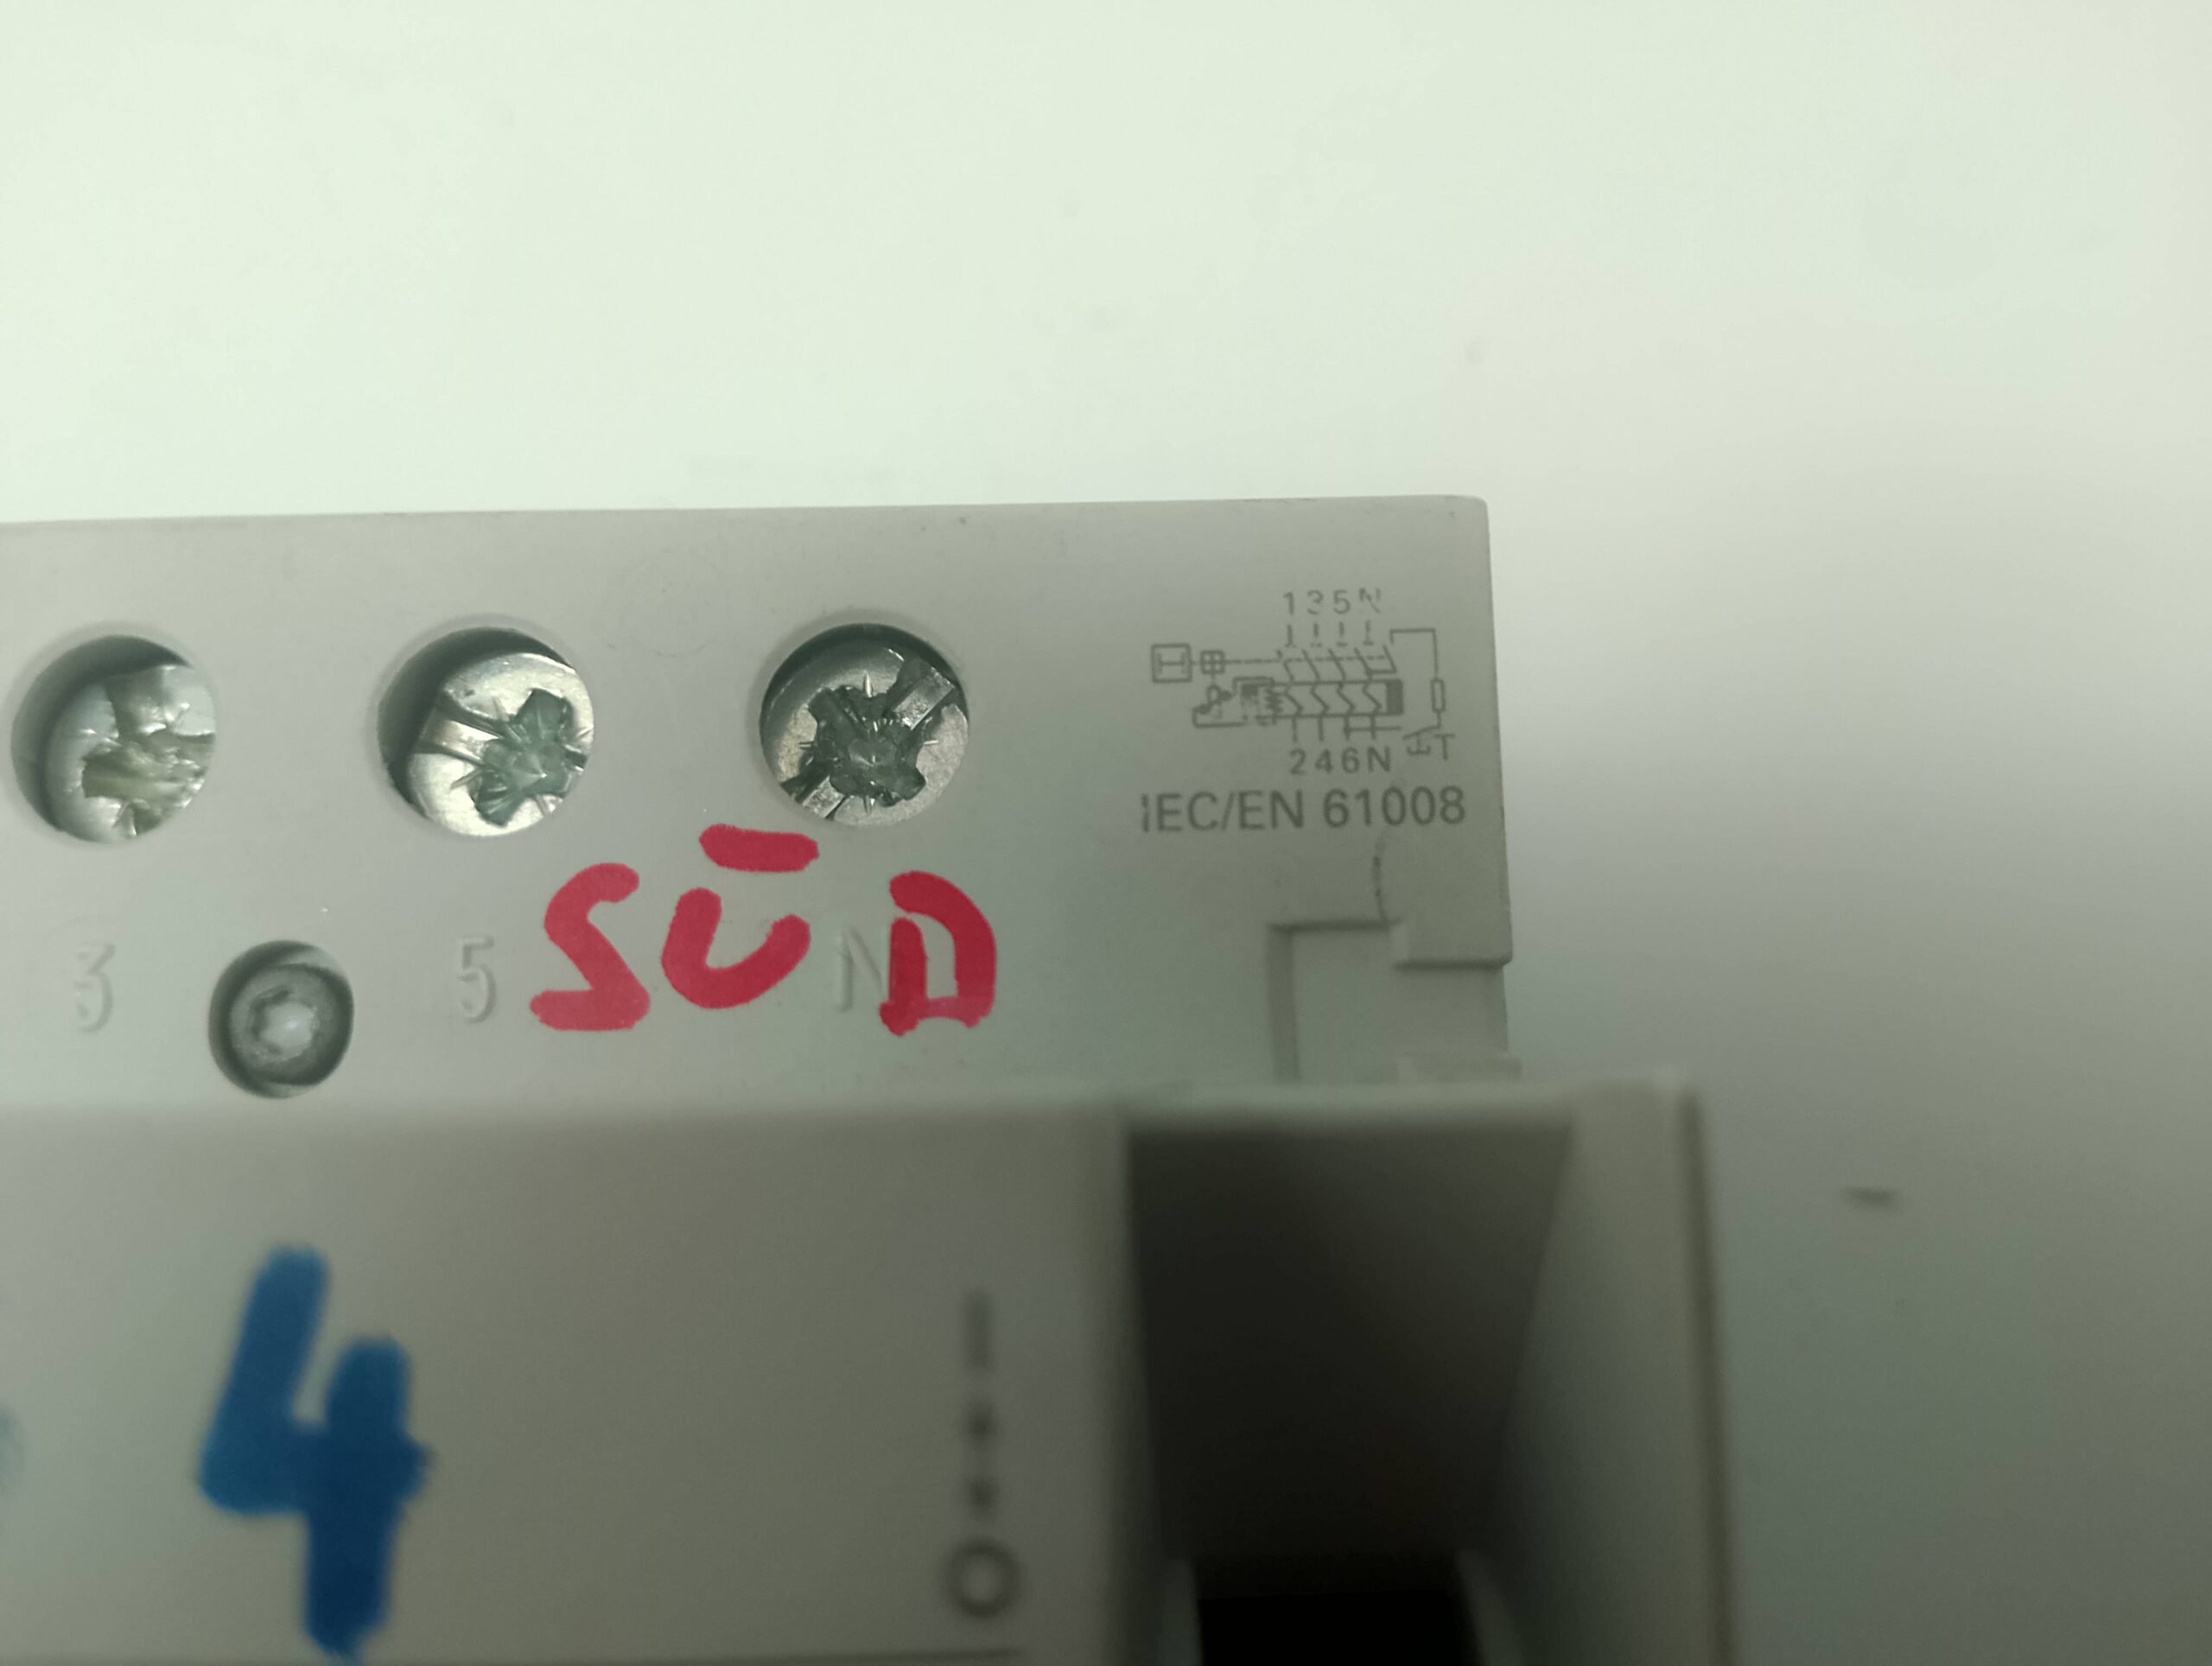 135N
246N T
IEC/EN 61008
SÜD
3 5 N
4